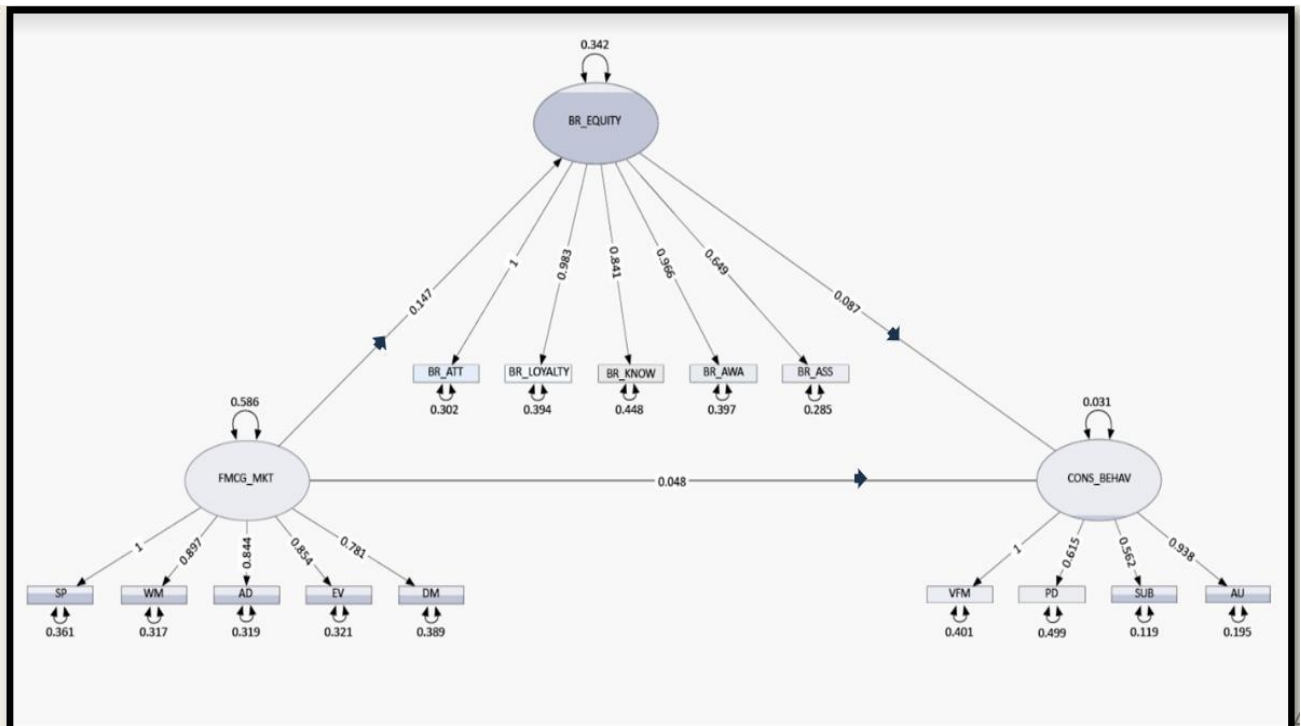 0.342
BR_EQUITY
0.147
1
0.983
0.841
0.966
0.649
0.087
BR_ATT BR_LOYALTY BR_KNOW BR_AWA BR_ASS
0.302 0.394 0.448 0.397 0.285
0.586
0.031
FMCG_MKT
0.048
CONS_BEHAV
1 0.897 0.844 0.854 0.781
1 0.615 0.562 0.938
SP WM AD EV DM
VFM PD SUB AU
0.361 0.317 0.319 0.321 0.389
0.401 0.499 0.119 0.195